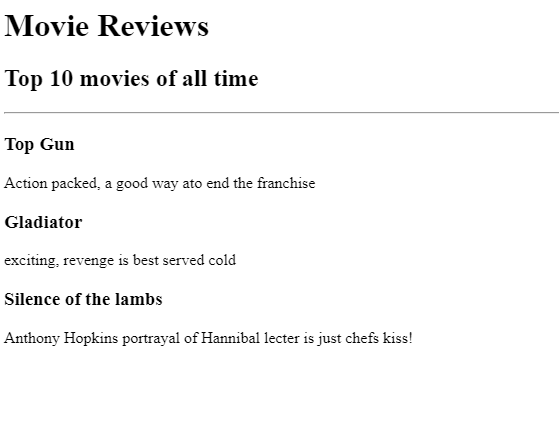 Movie Reviews
Top 10 movies of all time
Top Gun
Action packed, a good way ato end the franchise
Gladiator
exciting, revenge is best served cold
Silence of the lambs
Anthony Hopkins portrayal of Hannibal lecter is just chefs kiss!